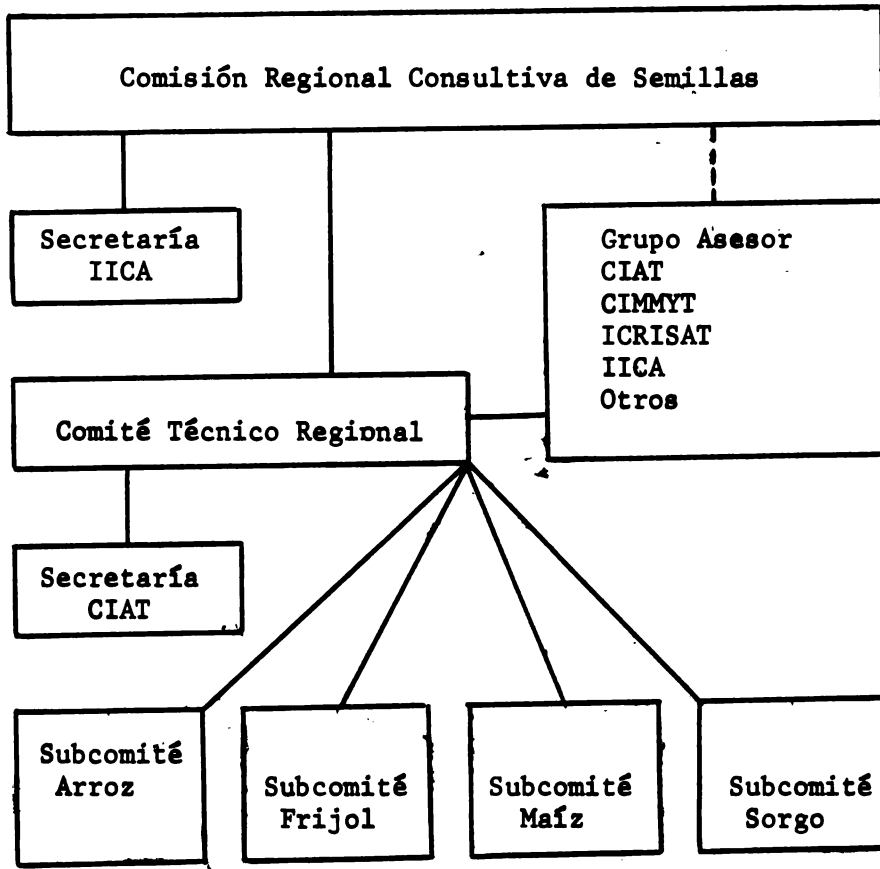 Comisión Regional Consultiva de Semillas
Secretaría
IICA
Grupo Asesor
CIAT
CIMMYT
ICRISAT
IICA
Otros
Comité Técnico Regional
Secretaría
CIAT
Subcomité
Arroz
Subcomité
Frijol
Subcomité
Maíz
Subcomité
Sorgo